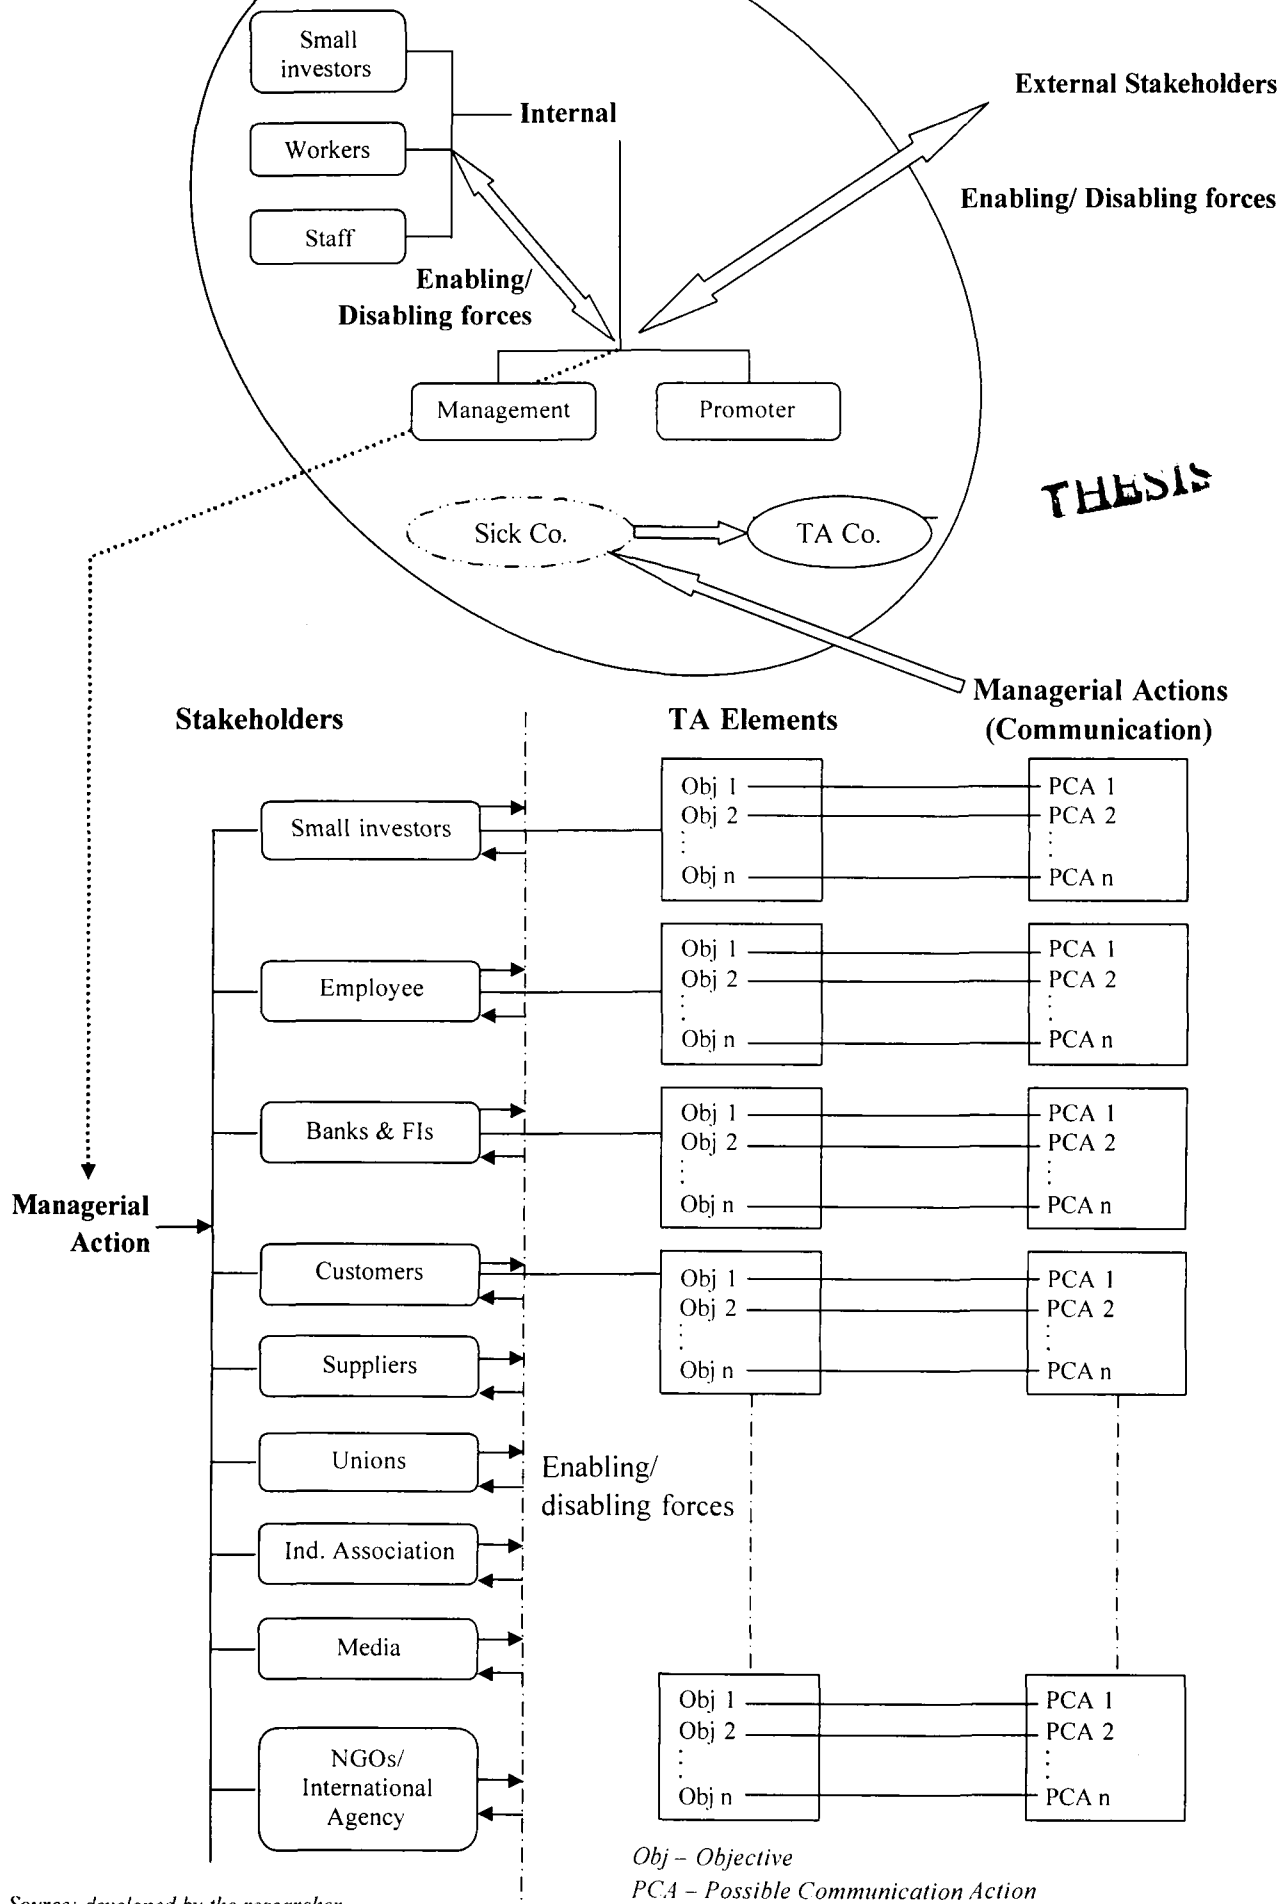 Small
investors
External Stakeholders
Internal
Workers
Enabling/ Disabling forces
Staff
Enabling/
Disabling forces
Management
Promoter
THESIS
Sick Co.
TA Co.
Managerial Actions
(Communication)
Stakeholders
TA Elements
Small investors
Obj 1
PCA 1
Obj 2
PCA 2
Obj n
PCA n
Employee
Obj 1
PCA 1
Obj 2
PCA 2
Obj n
PCA n
Banks & FIs
Obj 1
PCA 1
Obj 2
PCA 2
Obj n
PCA n
Managerial
Action
Customers
Obj 1
PCA 1
Obj 2
PCA 2
Obj n
PCA n
Suppliers
Unions
Enabling/
disabling forces
Ind. Association
Media
NGOs/
International
Agency
Obj 1
PCA 1
Obj 2
PCA 2
Obj n
PCA n
Obj – Objective
PCA – Possible Communication Action
Source: developed by the researcher